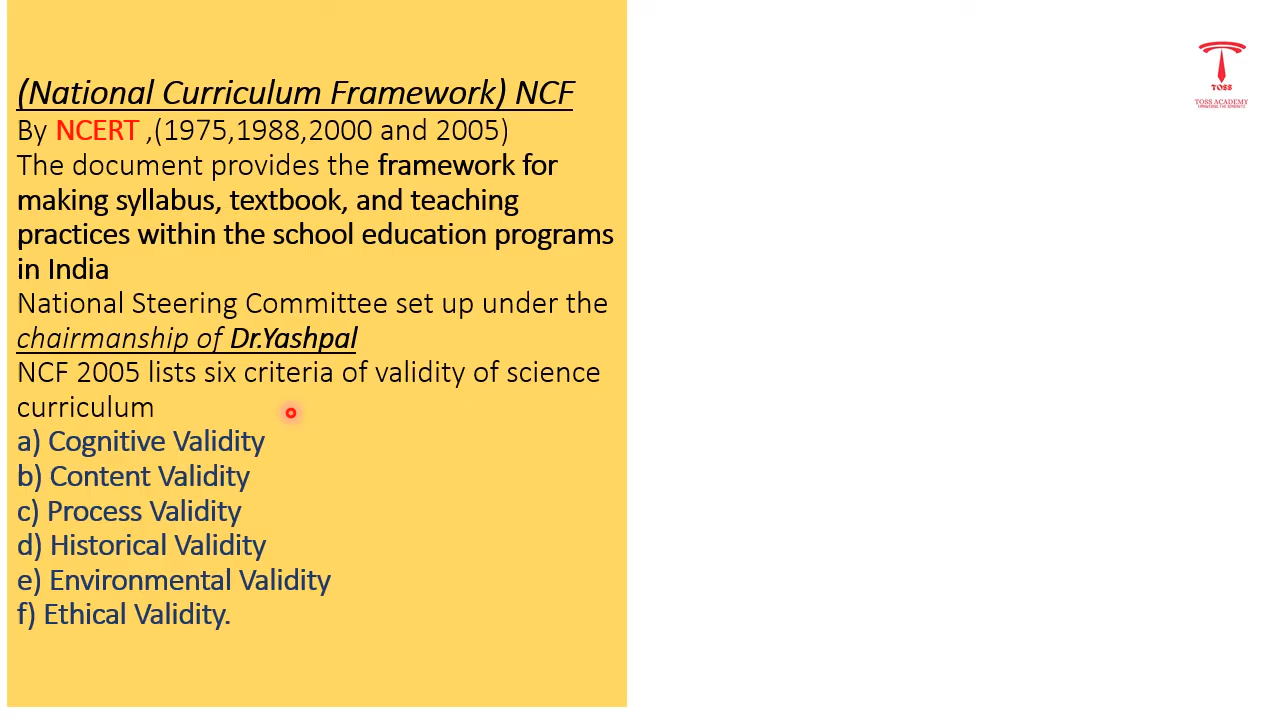 (National Curriculum Framework) NCF
By NCERT ,(1975,1988,2000 and 2005)
The document provides the framework for
making syllabus, textbook, and teaching
practices within the school education programs
in India
National Steering Committee set up under the
chairmanship of Dr.Yashpal
NCF 2005 lists six criteria of validity of science
curriculum
a) Cognitive Validity
b) Content Validity
c) Process Validity
d) Historical Validity
e) Environmental Validity
f) Ethical Validity.
TOSS
TOSS ACADEMY